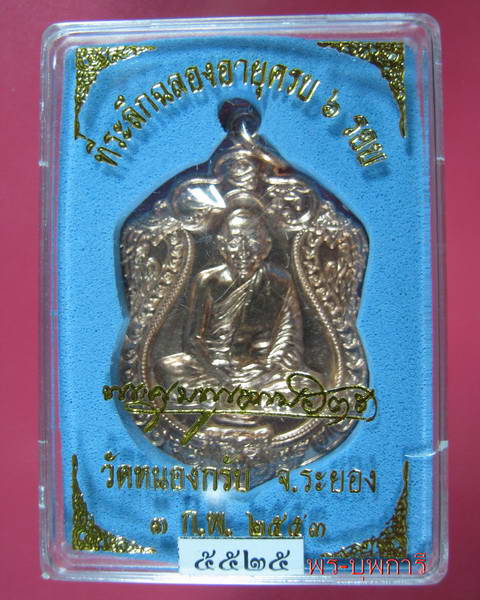 ที่ระลึกฉลองอายุครบ ๖ รอบ
วัดหนองกรับ จ.ระยอง
๓ ก.พ. ๒๕๕๓
๕๕๒๕
พระ-บุพการี